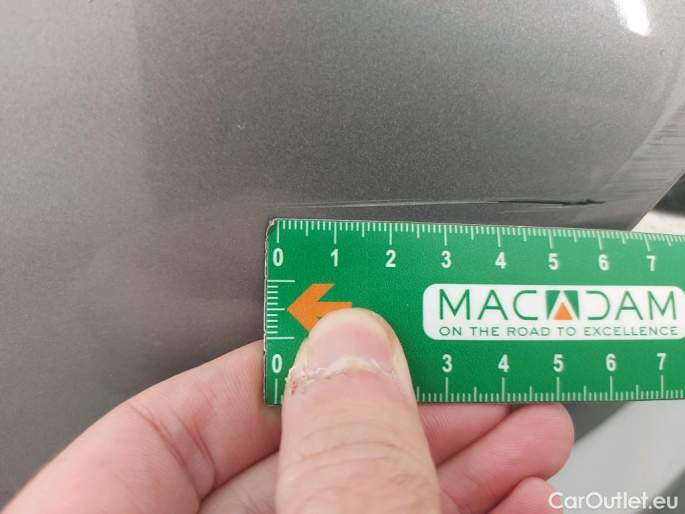 0 1 2 3 4 5 6 7
MACADAM
ON THE ROAD TO EXCELLENCE
0 3 4 5 6 7
CarOutlet.eu